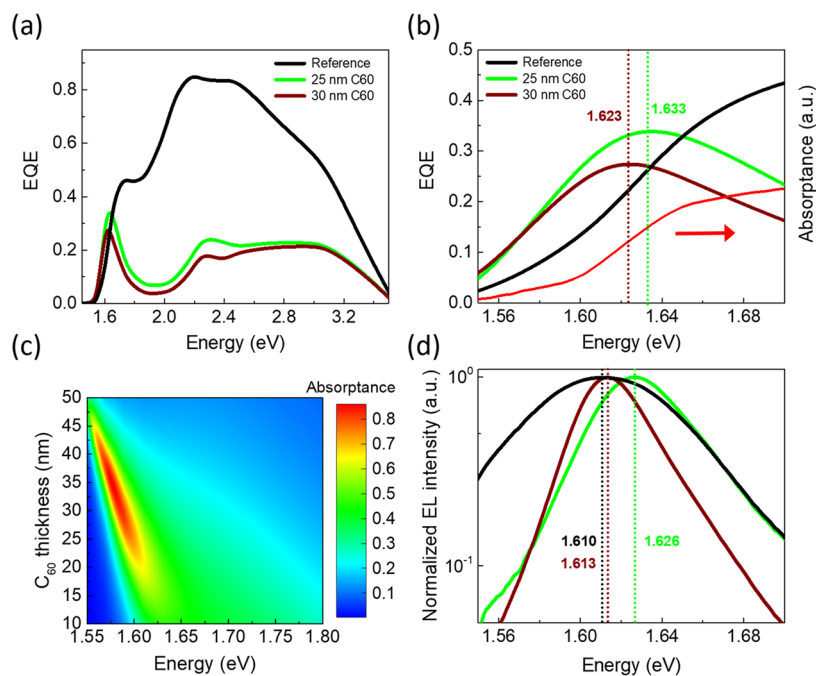 (a)
EQE
0.8
0.6
0.4
0.2
0.0
Reference
25 nm C60
30 nm C60
1.6 2.0 2.4 2.8 3.2
Energy (eV)
(b)
EQE
0.5
0.4
0.3
0.2
0.1
0.0
Reference
25 nm C60
30 nm C60
1.623
1.633
Absorptance (a.u.)
1.56 1.60 1.64 1.68
Energy (eV)
(c)
C60 thickness (nm)
50
45
40
35
30
25
20
15
10
1.55 1.60 1.65 1.70 1.75 1.80
Energy (eV)
Absorptance
0.8
0.7
0.6
0.5
0.4
0.3
0.2
0.1
(d)
Normalized EL intensity (a.u.)
10^0
10^-1
1.610
1.613
1.626
1.56 1.60 1.64 1.68
Energy (eV)